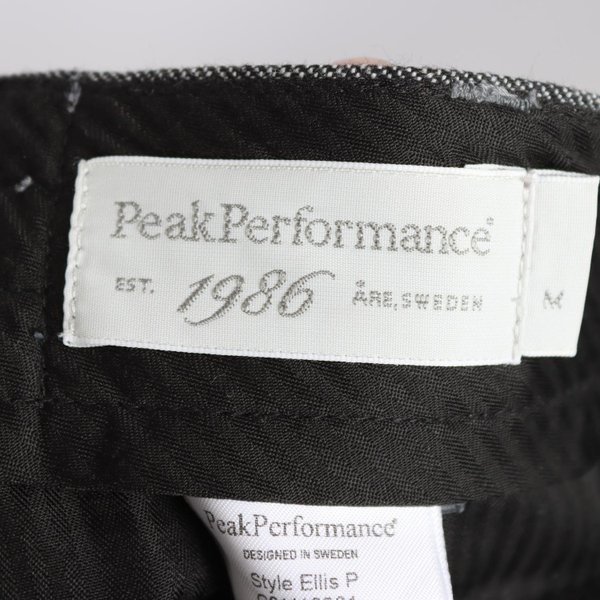 PeakPerformance®
EST. 1986 ÅRE, SWEDEN
M
PeakPerformance®
DESIGNED IN SWEDEN
Style Ellis P